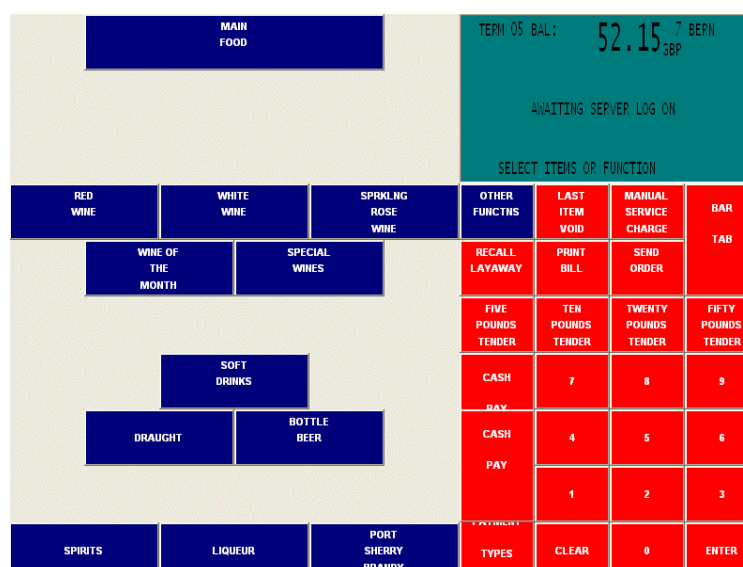 MAIN
FOOD
TERM 05 BAL: 52.15 GBP 7 BERN
AWAITING SERVER LOG ON
SELECT ITEMS OR FUNCTION
RED
WINE
WHITE
WINE
SPRKLNG
ROSE
WINE
OTHER
FUNCTNS
LAST
ITEM
VOID
MANUAL
SERVICE
CHARGE
BAR
TAB
WINE OF
THE
MONTH
SPECIAL
WINES
RECALL
LAYAWAY
PRINT
BILL
SEND
ORDER
FIVE
POUNDS
TENDER
TEN
POUNDS
TENDER
TWENTY
POUNDS
TENDER
FIFTY
POUNDS
TENDER
SOFT
DRINKS
CASH
PAY
7
8
9
DRAUGHT
BOTTLE
BEER
CASH
PAY
4
5
6
1
2
3
SPIRITS
LIQUEUR
PORT
SHERRY
BRANDY
PAYMENT
TYPES
CLEAR
0
ENTER